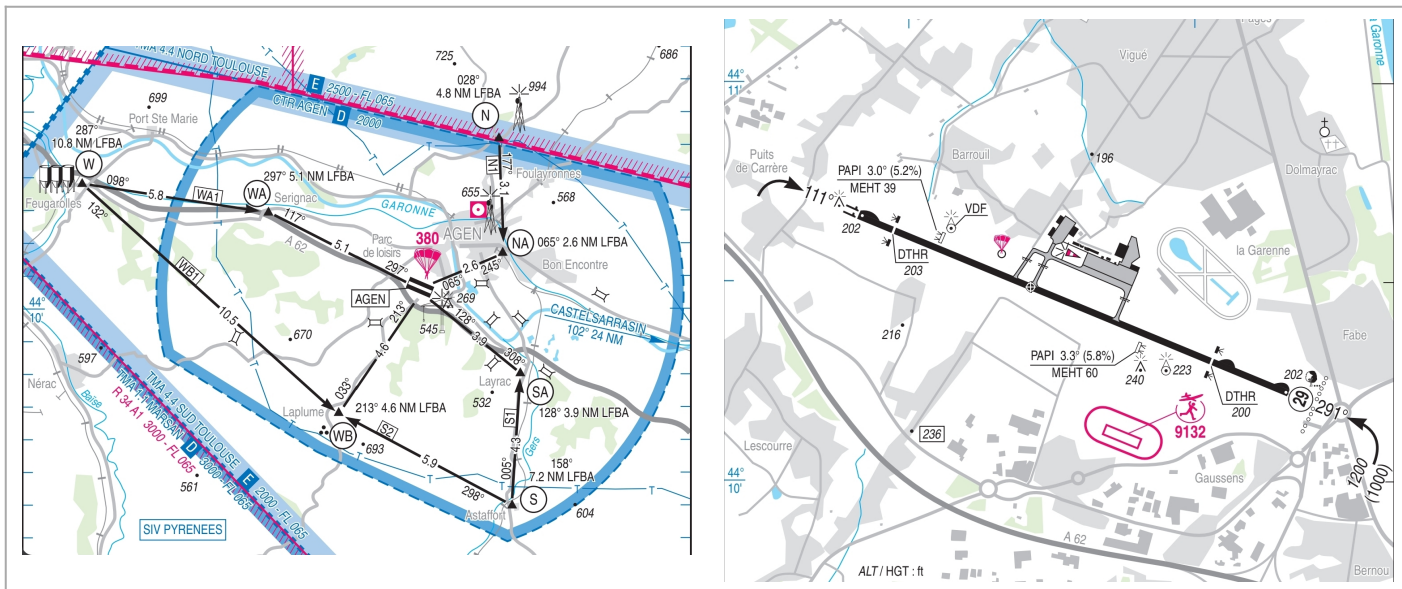 TMA 4.4 NORD TOULOUSE
E 2500 - FL 065
CTR AGEN D 2000
725
686
028°
4.8 NM LFBA
994
N
699
Port Ste Marie
287°
10.8 NM LFBA
W
Feugarolles
098°
5.8
WA1
132°
297° 5.1 NM LFBA
WA
Serignac
117°
A 62
5.1
GARONNE
177°
N1
3.1
Foulayronnes
655
568
AGEN
NA
065° 2.6 NM LFBA
Bon Encontre
Parc
de loisirs
380
297°
2.6
065°
245°
AGEN
269
545
213°
128°
3.9
308°
CASTELSARRASIN
102° 24 NM
WB1
10.5
670
4.6
033°
Layrac
532
SA
128° 3.9 NM LFBA
44°
10'
597
Nérac
Baïse
Laplume
213° 4.6 NM LFBA
WB
693
S2
5.9
298°
S1
4.3
005°
Gers
158°
7.2 NM LFBA
S
Astaffort
604
TMA 4.4 SUD TOULOUSE
E 2000 - FL 065
D 3000 - FL 065
R 34 A1 3000 - FL 065
561
SIV PYRENEES
44°
11'
Vigué
la Garonne
Puits
de Carrère
Barrouil
196
Dolmayrac
PAPI 3.0° (5.2%)
MEHT 39
VDF
111°
202
DTHR
203
la Garenne
216
Fabe
PAPI 3.3° (5.8%)
MEHT 60
240
223
202
29
291°
DTHR
200
9132
236
Lescourre
44°
10'
Gaussens
1200
(1000)
A 62
ALT / HGT : ft
Bernou